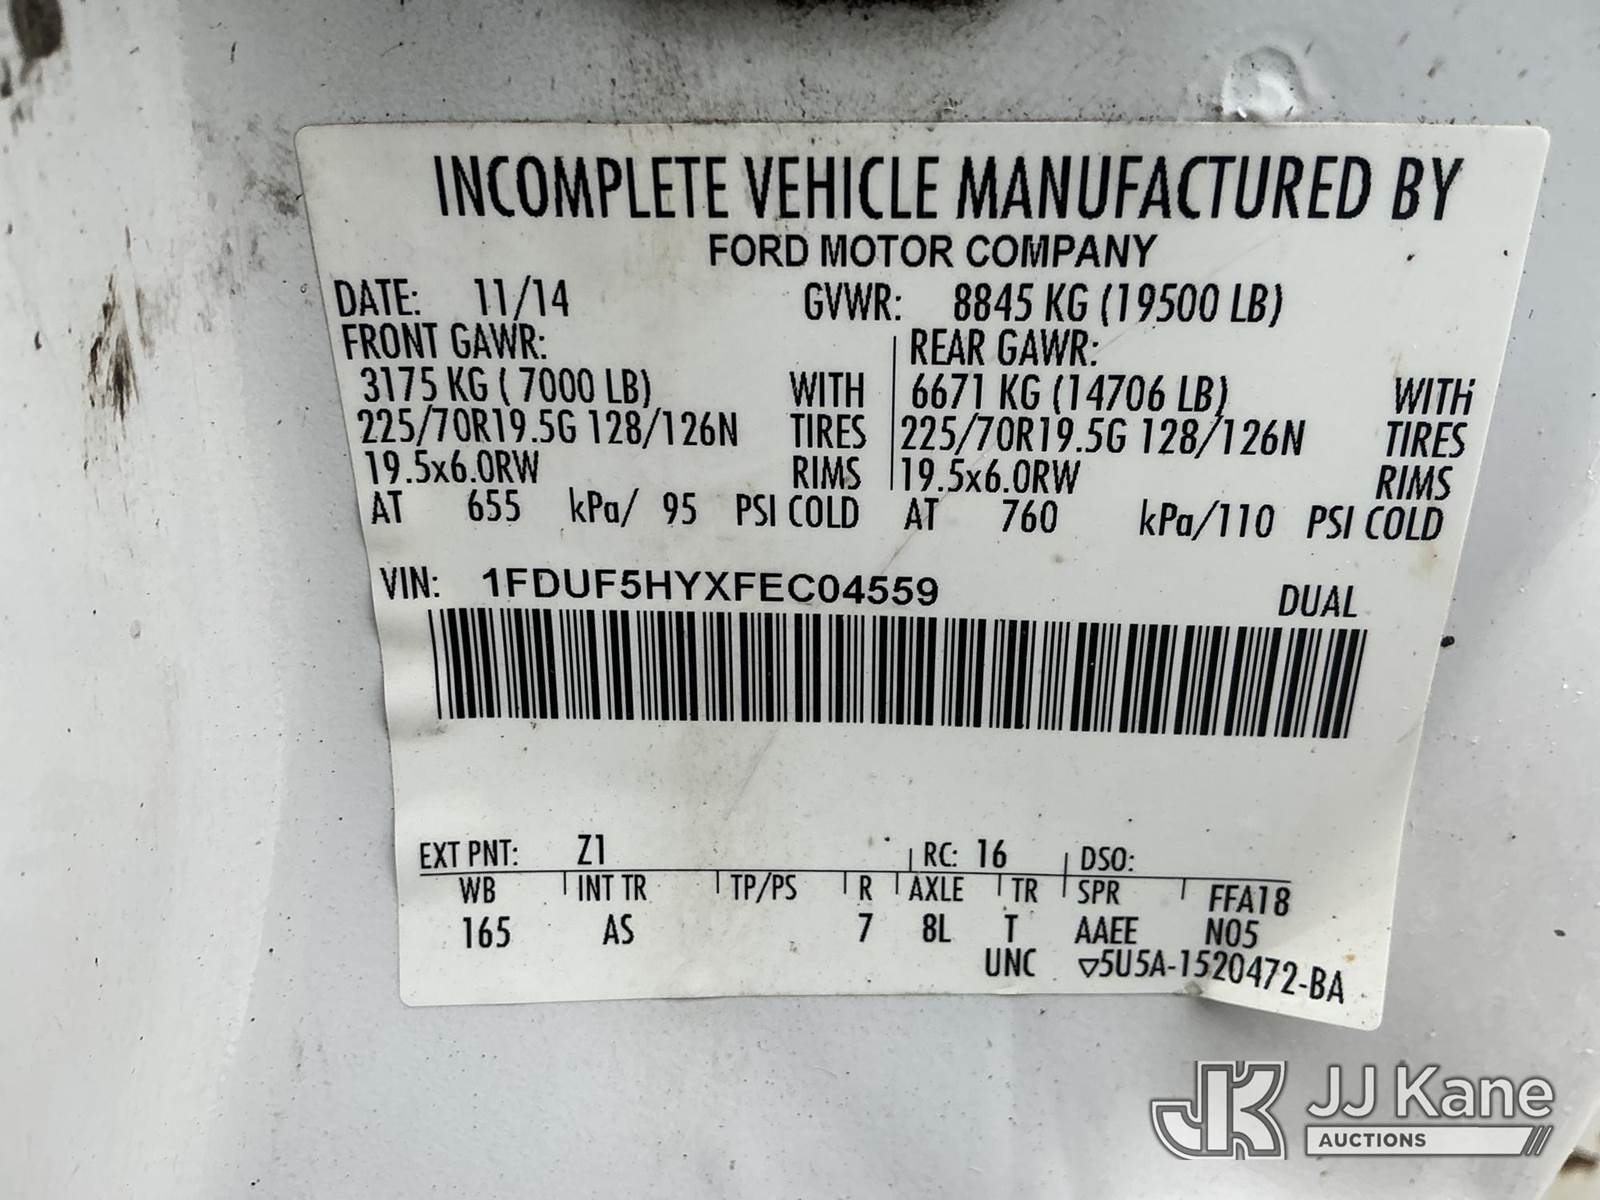 INCOMPLETE VEHICLE MANUFACTURED BY
FORD MOTOR COMPANY
DATE: 11/14 GVWR: 8845 KG (19500 LB)
FRONT GAWR: REAR GAWR:
3175 KG ( 7000 LB) WITH 6671 KG (14706 LB) WITH
225/70R19.5G 128/126N TIRES 225/70R19.5G 128/126N TIRES
19.5x6.0RW RIMS 19.5x6.0RW RIMS
AT 655 kPa/ 95 PSI COLD AT 760 kPa/110 PSI COLD
VIN: 1FDUF5HYXFEC04559 DUAL
EXT PNT: Z1 RC: 16 DSO:
WB INT TR TP/PS R AXLE TR SPR FFA18
165 AS 7 8L T AAEE N05
UNC ▽5U5A-1520472-BA
JK JJ Kane
AUCTIONS